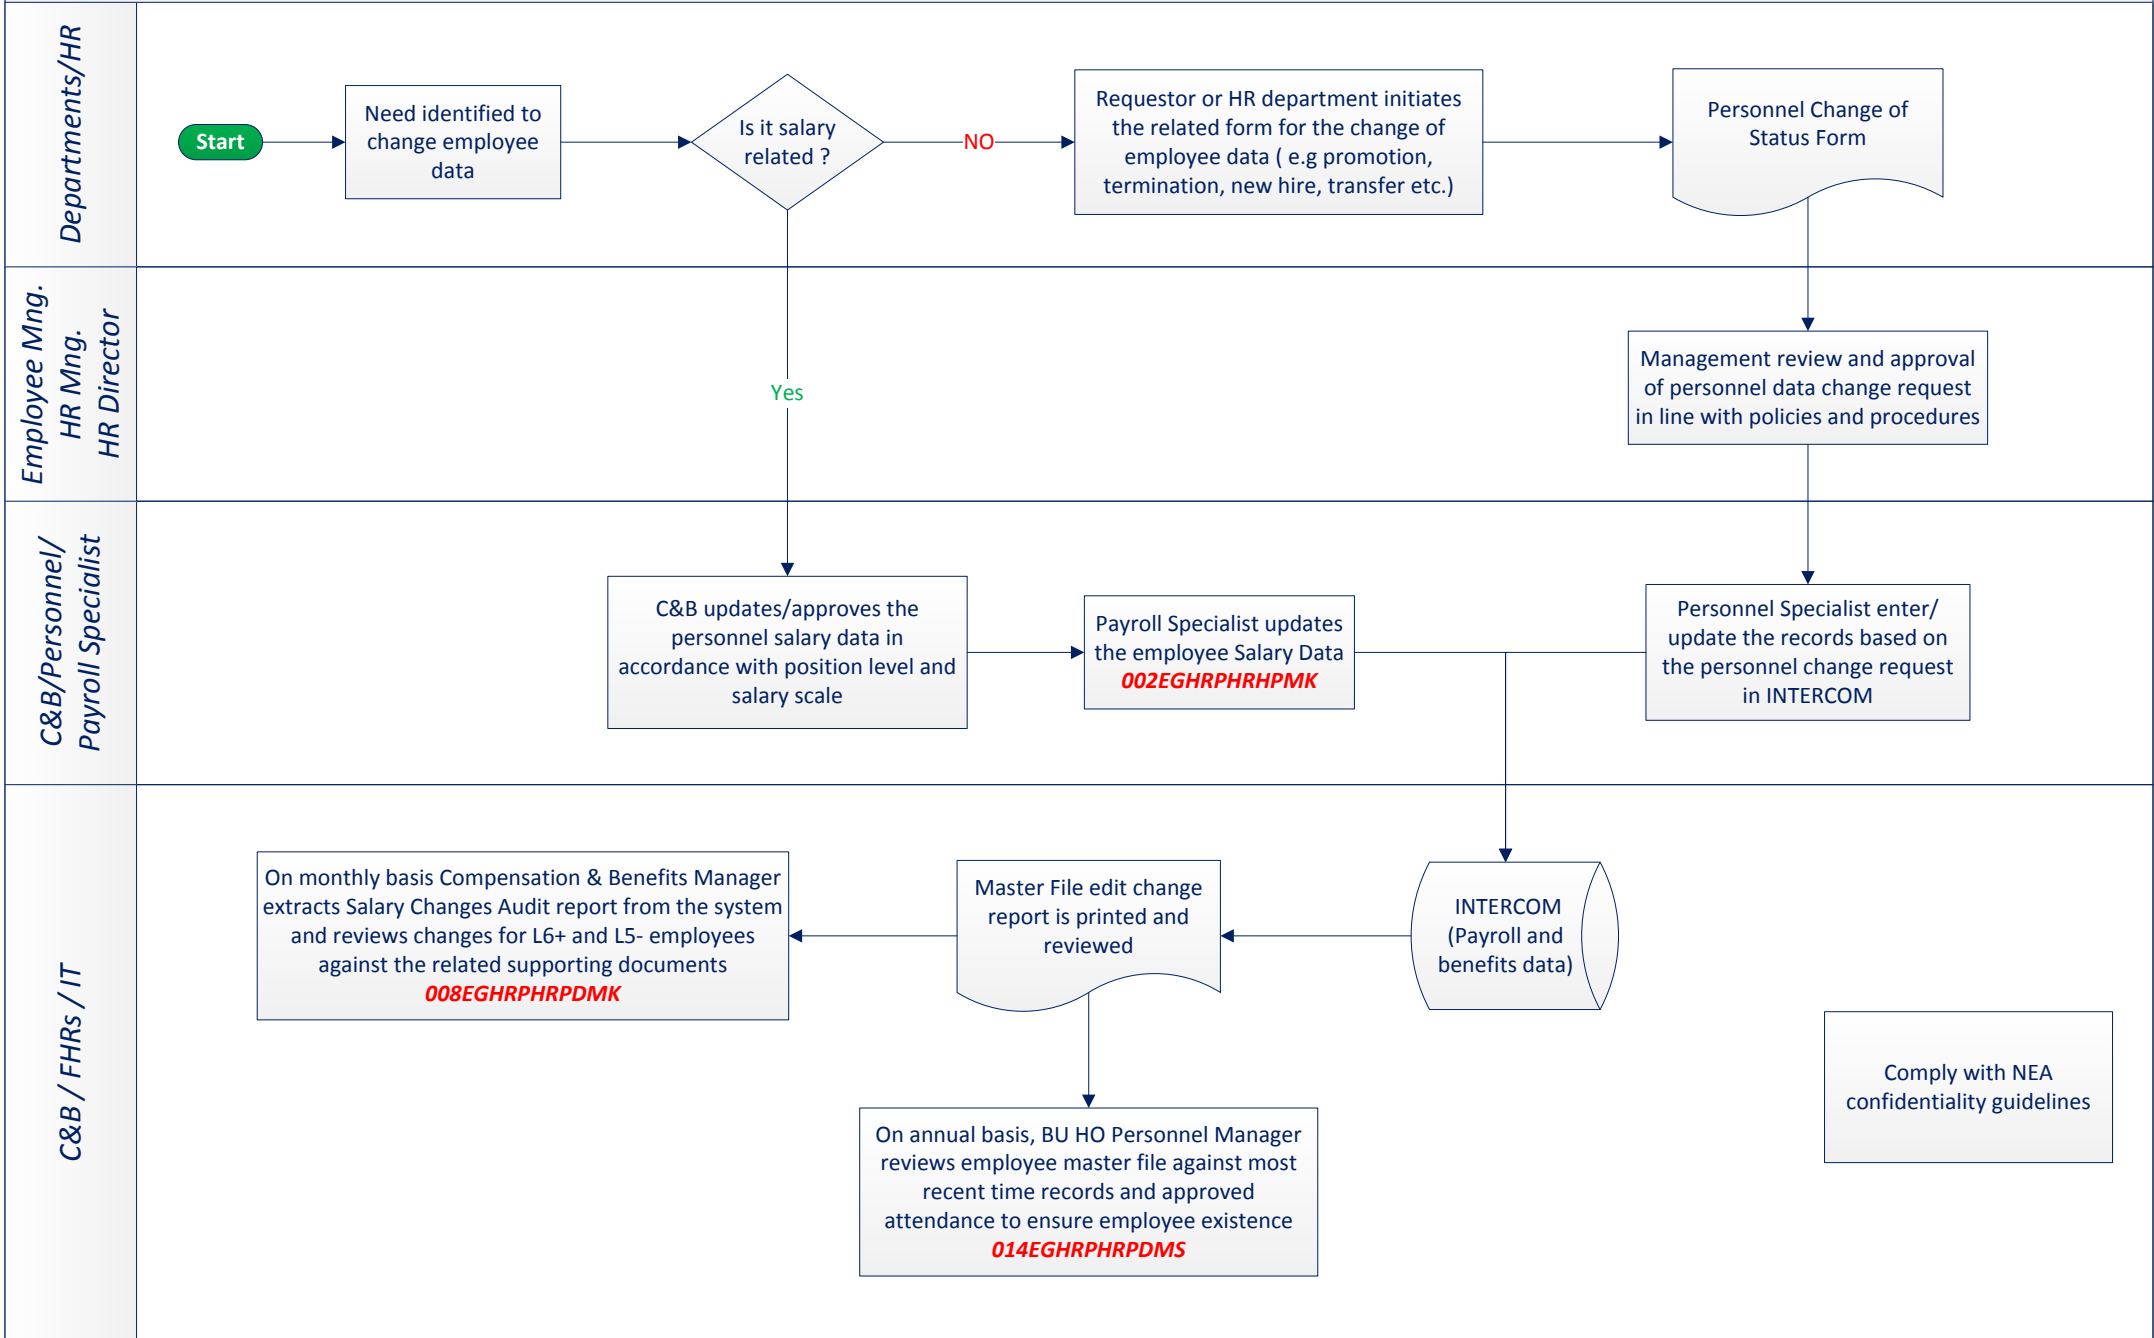 Departments/HR
Start
Need identified to
change employee
data
Is it salary
related ?
NO
Requestor or HR department initiates
the related form for the change of
employee data ( e.g promotion,
termination, new hire, transfer etc.)
Personnel Change of
Status Form
Employee Mng.
HR Mng.
HR Director
Yes
Management review and approval
of personnel data change request
in line with policies and procedures
C&B/Personnel/
Payroll Specialist
C&B updates/approves the
personnel salary data in
accordance with position level and
salary scale
Payroll Specialist updates
the employee Salary Data
002EGHRPHRHPMK
Personnel Specialist enter/
update the records based on
the personnel change request
in INTERCOM
C&B / FHRs / IT
On monthly basis Compensation & Benefits Manager
extracts Salary Changes Audit report from the system
and reviews changes for L6+ and L5- employees
against the related supporting documents
008EGHRPHRPDMK
Master File edit change
report is printed and
reviewed
INTERCOM
(Payroll and
benefits data)
Comply with NEA
confidentiality guidelines
On annual basis, BU HO Personnel Manager
reviews employee master file against most
recent time records and approved
attendance to ensure employee existence
014EGHRPHRPDMS